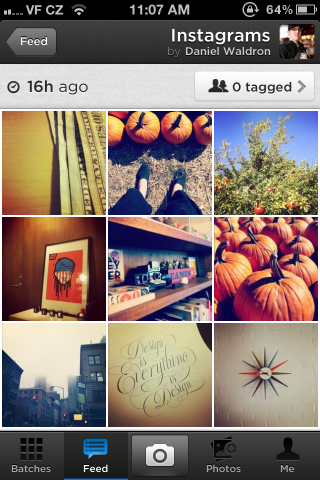 VF CZ 11:07 AM 64%
Feed
Instagrams
by Daniel Waldron
16h ago
0 tagged
EAMES
Design
is
Everything
is
Design
Batches Feed Photos Me